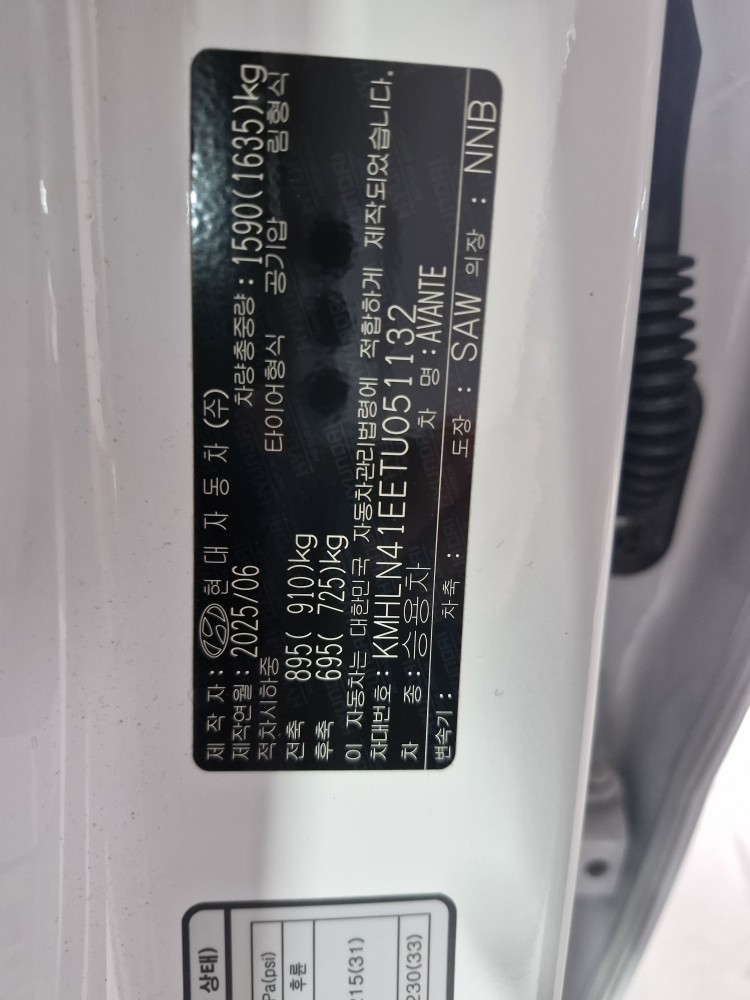 제 작 자 : 현 대 자 동 차 (주)
제작연월 : 2025/06 차량총중량 : 1590(1635)kg
적차시하중 타이어형식 공기압 림형식
전축 895( 910)kg
후축 695( 725)kg
이 자동차는 대한민국 자동차관리법령에 적합하게 제작되었습니다.
차대번호 : KMHLN41EETU051132
차 종 : 승용차 차 명 : AVANTE
변속기 : 차축 : 도장 : SAW 의장 : NNB
상태)
Pa(psi)
후륜
215(31)
230(33)